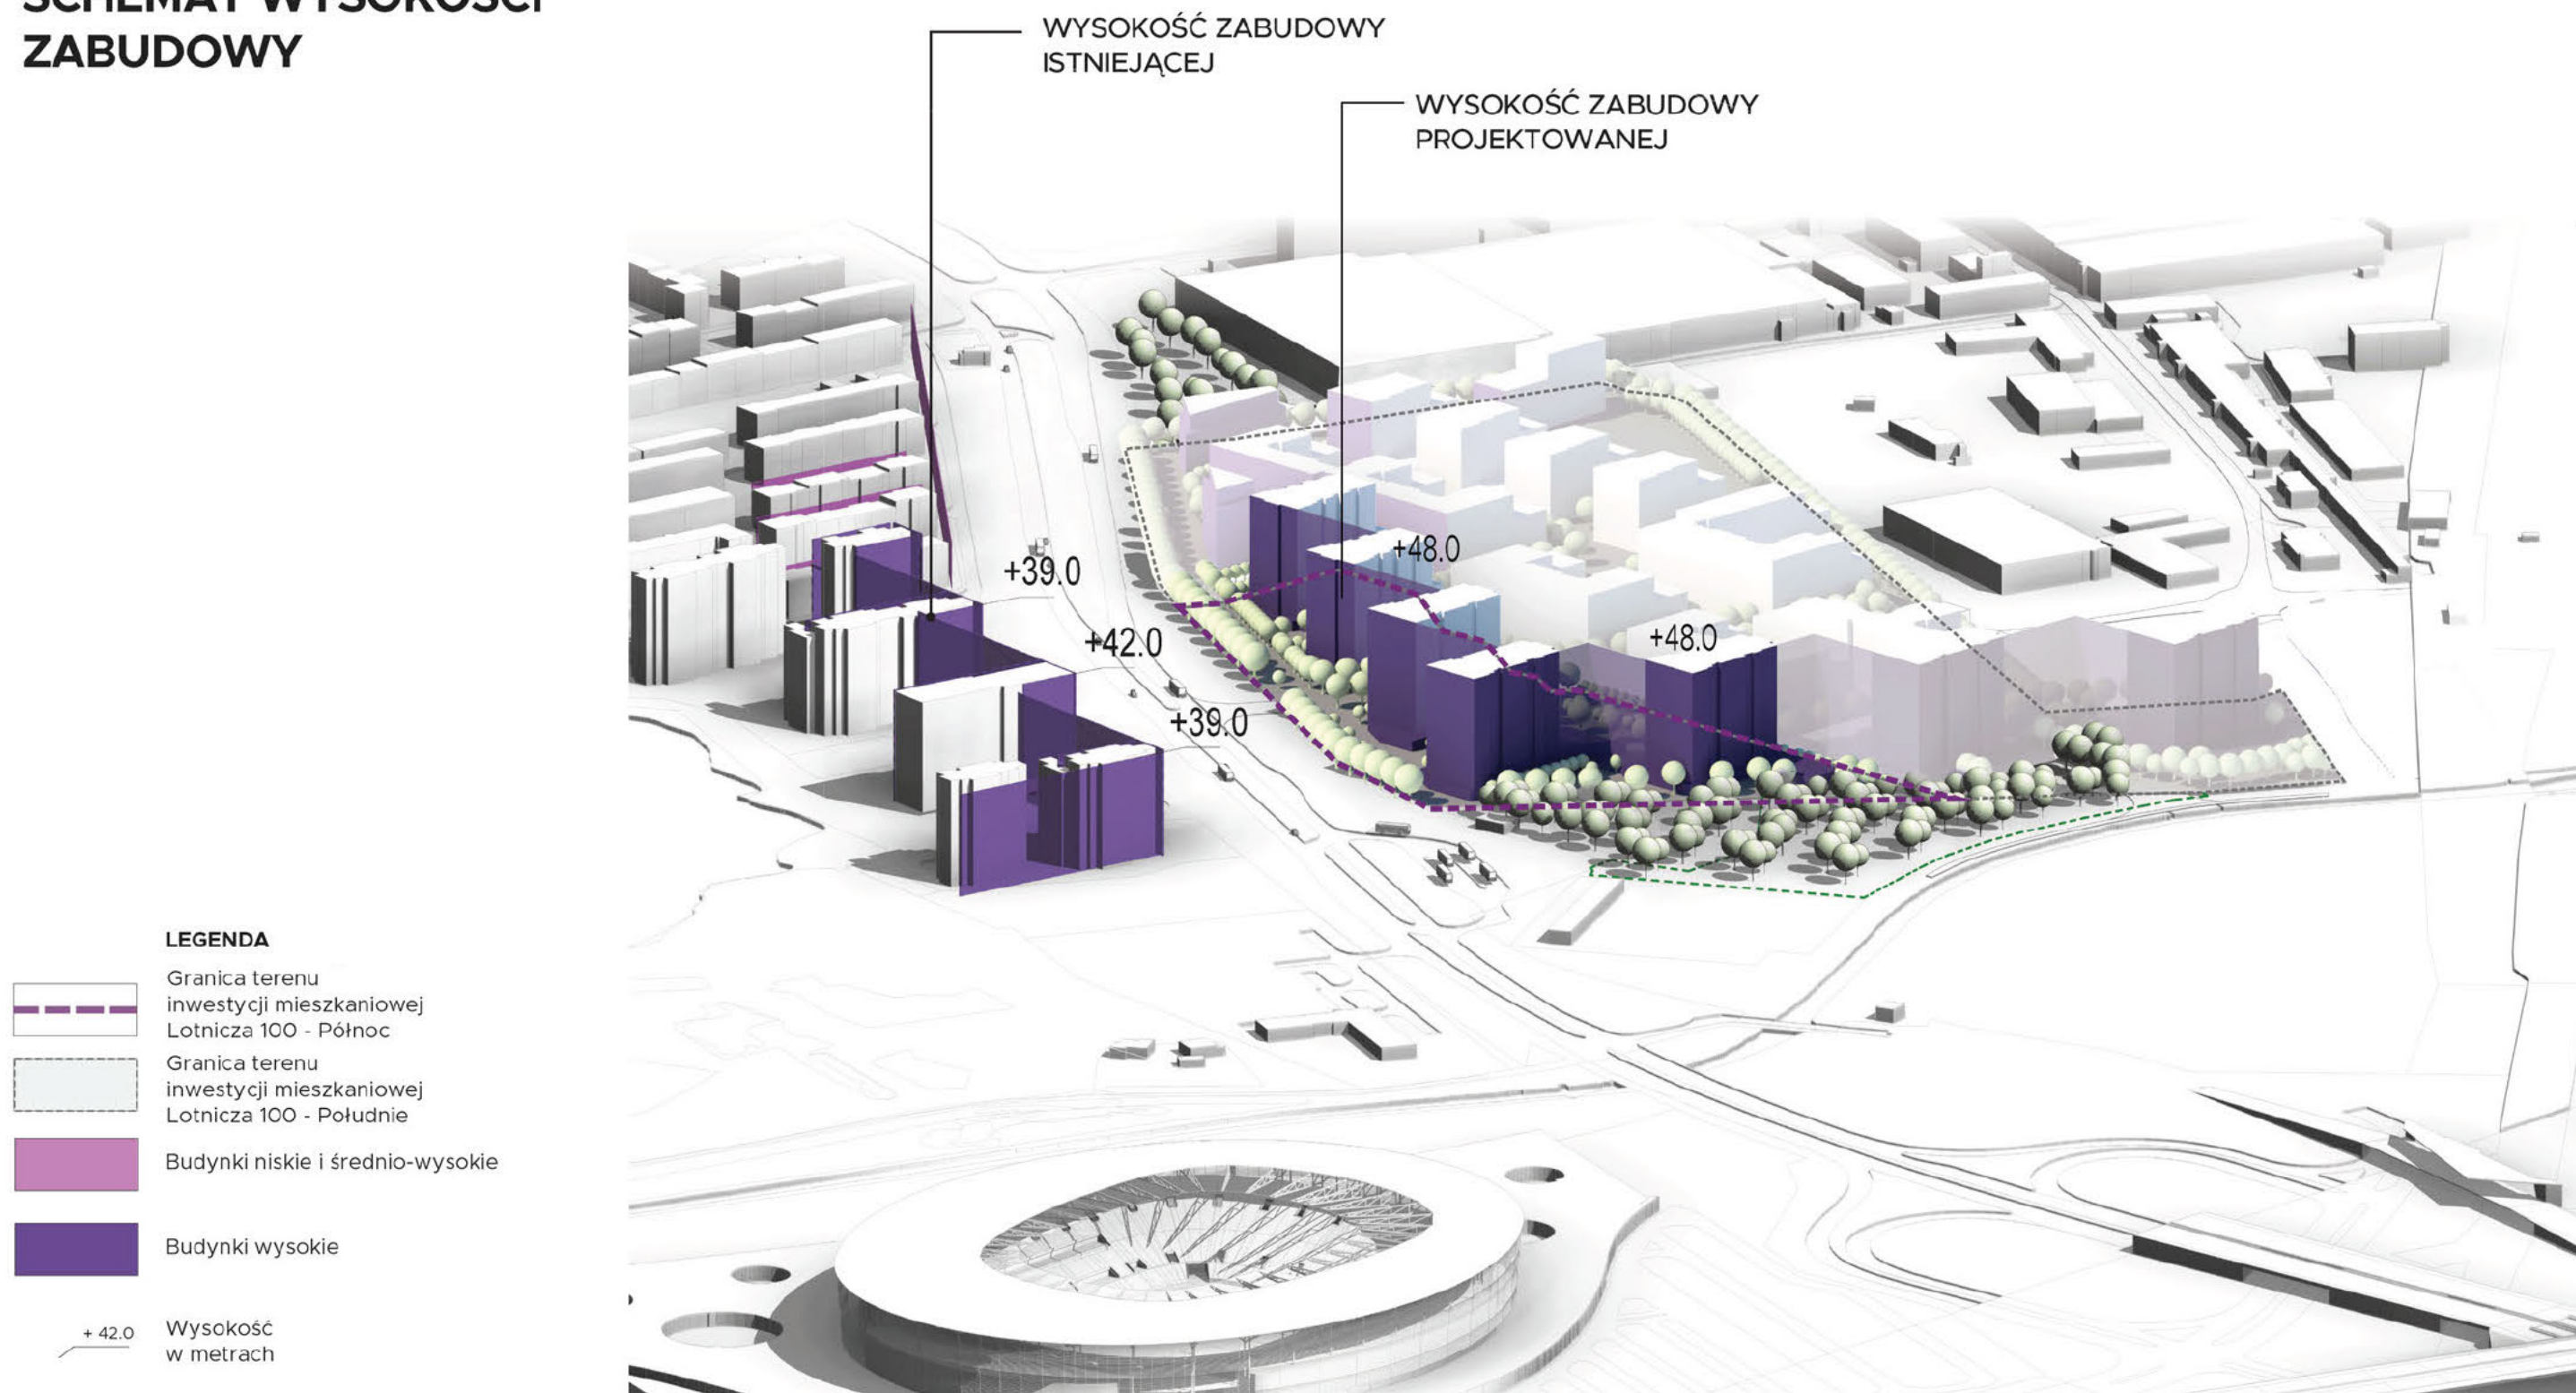 SCHEMAT WYSOKOŚCI
ZABUDOWY
WYSOKOŚĆ ZABUDOWY
ISTNIEJĄCEJ
WYSOKOŚĆ ZABUDOWY
PROJEKTOWANEJ
+39.0
+42.0
+39.0
+48.0
+48.0
LEGENDA
Granica terenu
inwestycji mieszkaniowej
Lotnicza 100 - Północ
Granica terenu
inwestycji mieszkaniowej
Lotnicza 100 - Południe
Budynki niskie i średnio-wysokie
Budynki wysokie
+ 42.0
Wysokość
w metrach